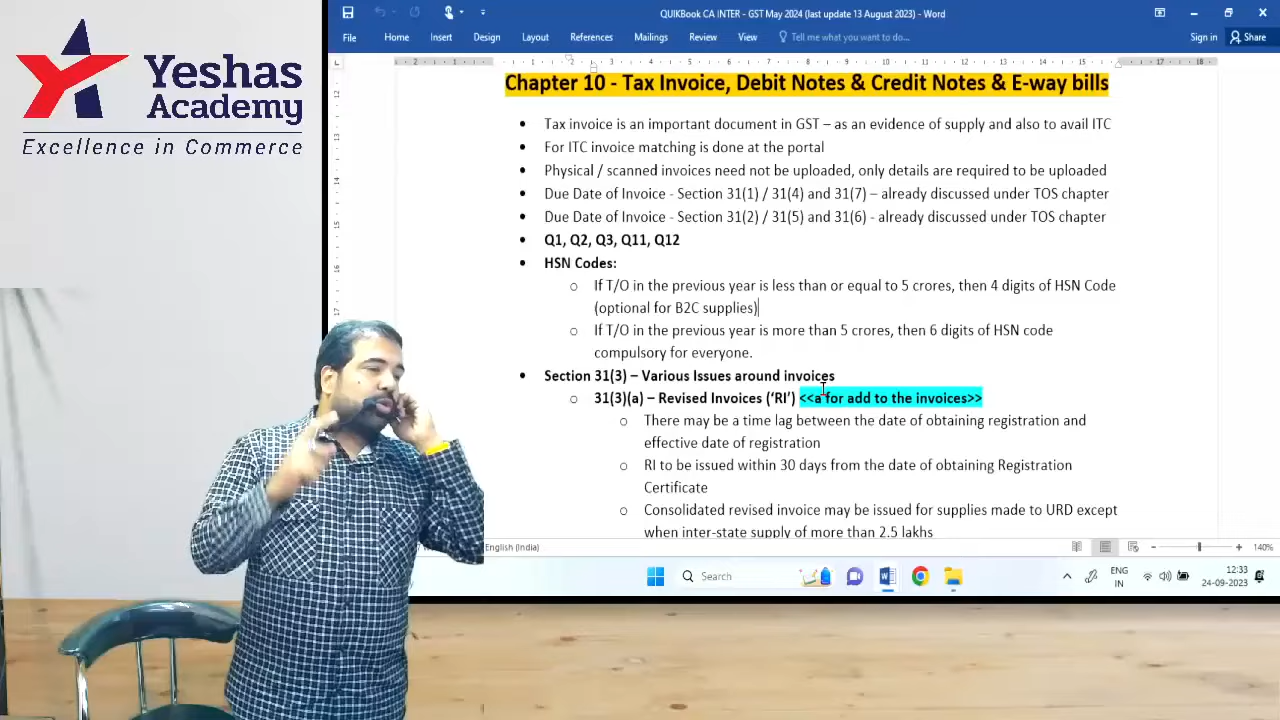 QUIKBook CA INTER - GST May 2024 (last update 13 August 2023) - Word
File Home Insert Design Layout References Mailings Review View Tell me what you want to do... Sign in Share
Yeshas
Academy
Excellence in Commerce
Chapter 10 - Tax Invoice, Debit Notes & Credit Notes & E-way bills
• Tax invoice is an important document in GST – as an evidence of supply and also to avail ITC
• For ITC invoice matching is done at the portal
• Physical / scanned invoices need not be uploaded, only details are required to be uploaded
• Due Date of Invoice - Section 31(1) / 31(4) and 31(7) – already discussed under TOS chapter
• Due Date of Invoice - Section 31(2) / 31(5) and 31(6) - already discussed under TOS chapter
• Q1, Q2, Q3, Q11, Q12
• HSN Codes:
○ If T/O in the previous year is less than or equal to 5 crores, then 4 digits of HSN Code
(optional for B2C supplies)
○ If T/O in the previous year is more than 5 crores, then 6 digits of HSN code
compulsory for everyone.
• Section 31(3) – Various Issues around invoices
○ 31(3)(a) – Revised Invoices (‘RI’) <<a for add to the invoices>>
○ There may be a time lag between the date of obtaining registration and
effective date of registration
○ RI to be issued within 30 days from the date of obtaining Registration
Certificate
○ Consolidated revised invoice may be issued for supplies made to URD except
when inter-state supply of more than 2.5 lakhs
English (India) 140%
Search ENG
IN
12:33
24-09-2023